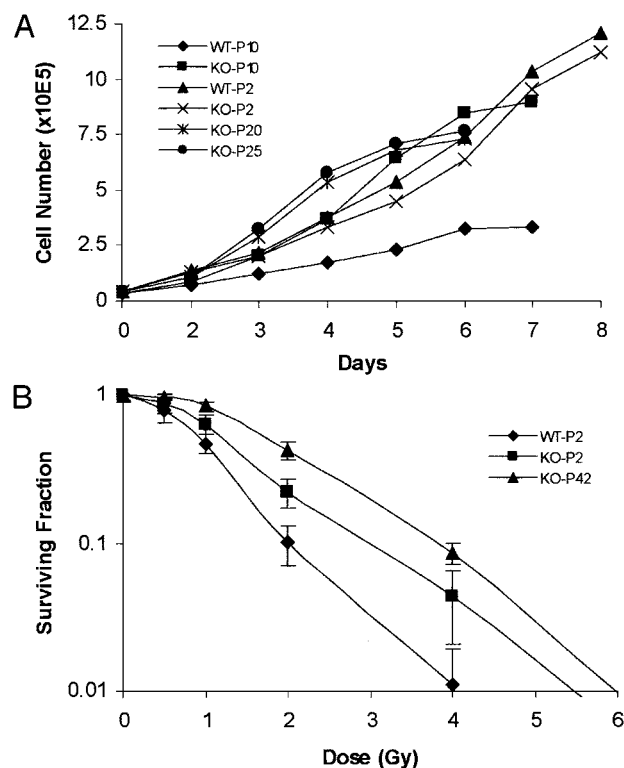 A
WT-P10
KO-P10
WT-P2
KO-P2
KO-P20
KO-P25
Cell Number (x10E5)
12.5
10
7.5
5
2.5
0
0 2 3 4 5 6 7 8
Days
B
WT-P2
KO-P2
KO-P42
Surviving Fraction
1
0.1
0.01
0 1 2 3 4 5 6
Dose (Gy)